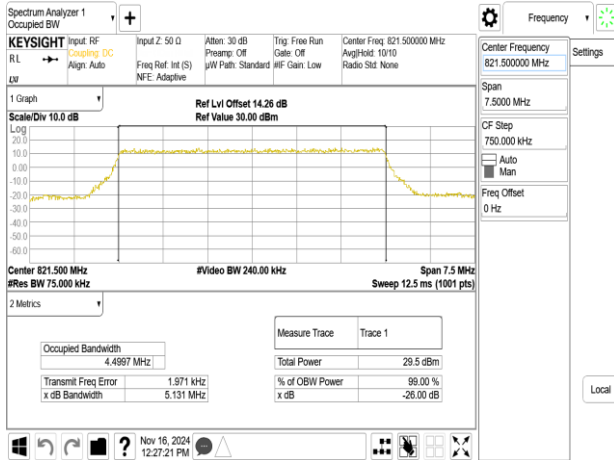 Spectrum Analyzer 1
Occupied BW
Frequency
KEYSIGHT
RL
Input: RF
Coupling: DC
Align: Auto
Input Z: 50 Ω
Freq Ref: Int (S)
NFE: Adaptive
Atten: 30 dB
Preamp: Off
µW Path: Standard
Trig: Free Run
Gate: Off
#IF Gain: Low
Center Freq: 821.500000 MHz
Avg|Hold: 10/10
Radio Std: None
Center Frequency
821.500000 MHz
Settings
Span
7.5000 MHz
CF Step
750.000 kHz
Auto
Man
Freq Offset
0 Hz
Local
1 Graph
Scale/Div 10.0 dB
Ref Lvl Offset 14.26 dB
Ref Value 30.00 dBm
Log
20.0
10.0
0.00
-10.0
-20.0
-30.0
-40.0
-50.0
-60.0
Center 821.500 MHz
#Video BW 240.00 kHz
Span 7.5 MHz
#Res BW 75.000 kHz
Sweep 12.5 ms (1001 pts)
2 Metrics
Measure Trace Trace 1
Occupied Bandwidth
4.4997 MHz
Total Power 29.5 dBm
Transmit Freq Error 1.971 kHz
% of OBW Power 99.00 %
x dB Bandwidth 5.131 MHz
x dB -26.00 dB
?
Nov 16, 2024
12:27:21 PM